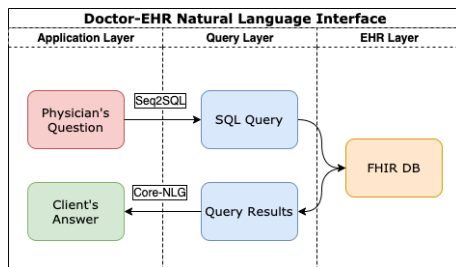 Doctor-EHR Natural Language Interface
Application Layer
Query Layer
EHR Layer
Seq2SQL
Physician's
Question
SQL Query
FHIR DB
Core-NLG
Client's
Answer
Query Results